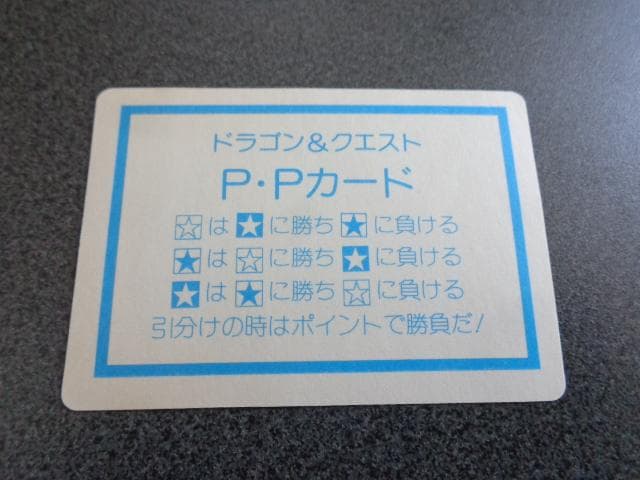 ドラゴン&クエスト
P・Pカード
☆は★に勝ち★に負ける
★は☆に勝ち★に負ける
★は★に勝ち☆に負ける
引分けの時はポイントで勝負だ!